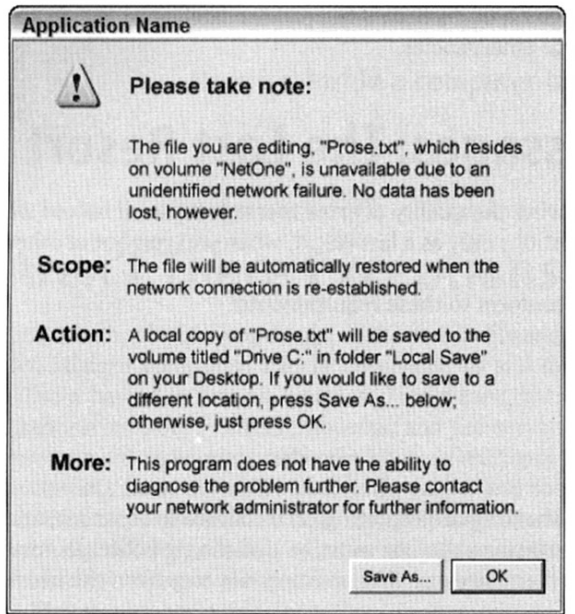 Application Name
Please take note:
The file you are editing, "Prose.txt", which resides
on volume "NetOne", is unavailable due to an
unidentified network failure. No data has been
lost, however.
Scope: The file will be automatically restored when the
network connection is re-established.
Action: A local copy of "Prose.txt" will be saved to the
volume titled "Drive C:" in folder "Local Save"
on your Desktop. If you would like to save to a
different location, press Save As... below;
otherwise, just press OK.
More: This program does not have the ability to
diagnose the problem further. Please contact
your network administrator for further information.
Save As... OK